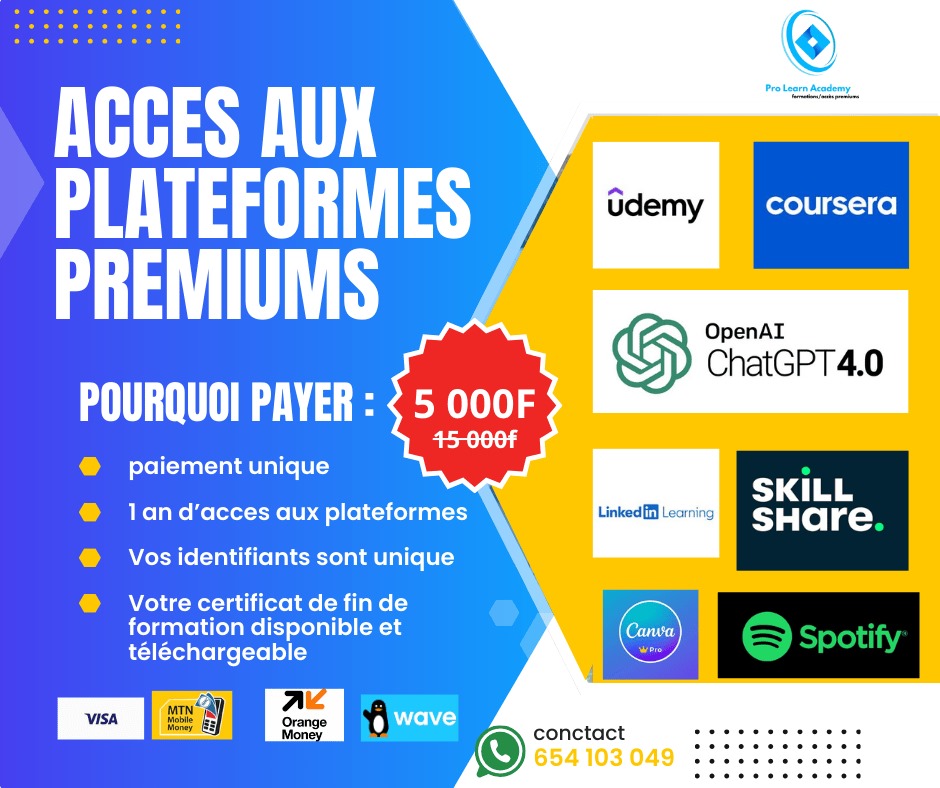 Pro Learn Academy
formations/accès premiums
ACCES AUX
PLATEFORMES
PREMIUMS
POURQUOI PAYER :
5 000F
15 000f
paiement unique
1 an d’acces aux plateformes
Vos identifiants sont unique
Votre certificat de fin de
formation disponible et
téléchargeable
udemy
coursera
OpenAI
ChatGPT 4.0
Linked in Learning
SKILL
SHARE.
Canva
Pro
Spotify
VISA
MTN
Mobile
Money
Orange
Money
wave
conctact
654 103 049